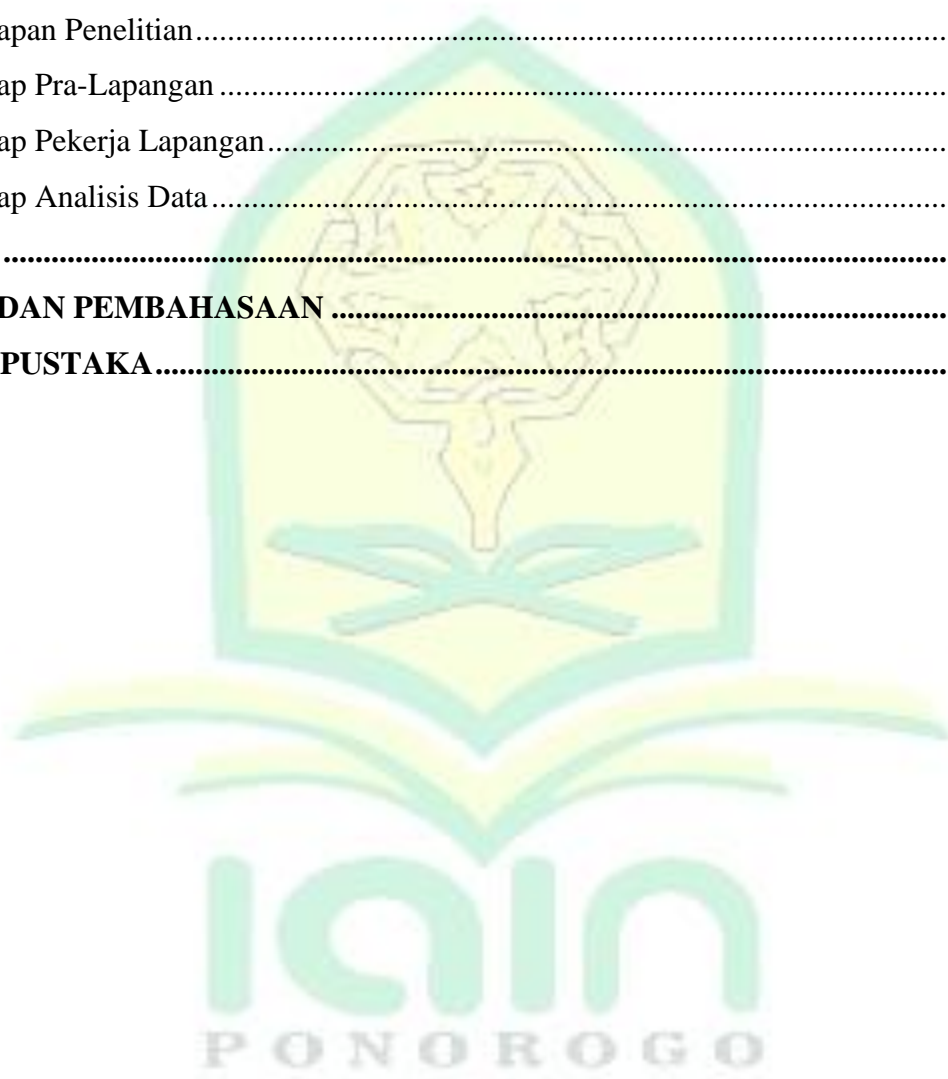 apan Penelitian........................................................................................
ap Pra-Lapangan .....................................................................................
ap Pekerja Lapangan................................................................................
ap Analisis Data ......................................................................................
.................................................................................................................
DAN PEMBAHASAAN ..........................................................................
PUSTAKA...............................................................................................
iain
PONOROGO